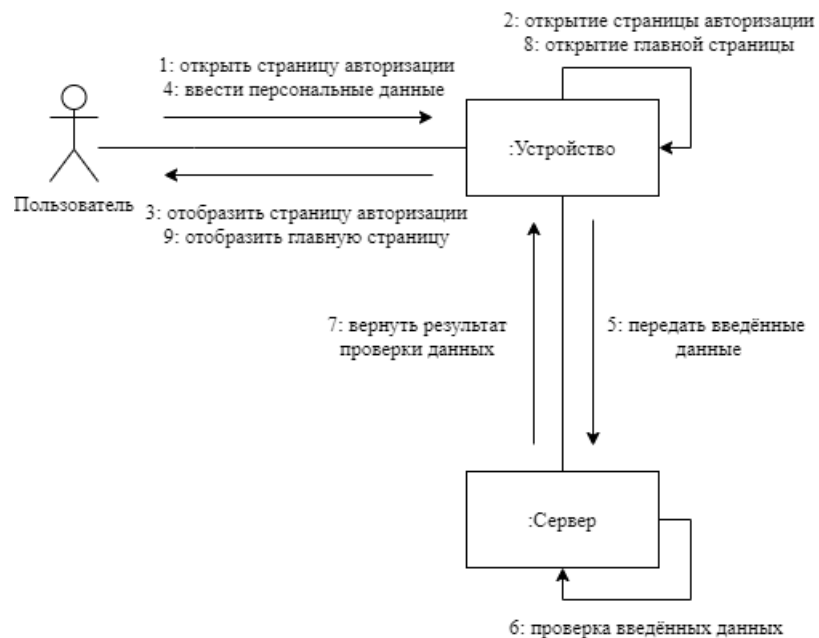 2: открытие страницы авторизации
8: открытие главной страницы
1: открыть страницу авторизации
4: ввести персональные данные
:Устройство
Пользователь
3: отобразить страницу авторизации
9: отобразить главную страницу
7: вернуть результат
проверки данных
5: передать введённые
данные
:Сервер
6: проверка введённых данных